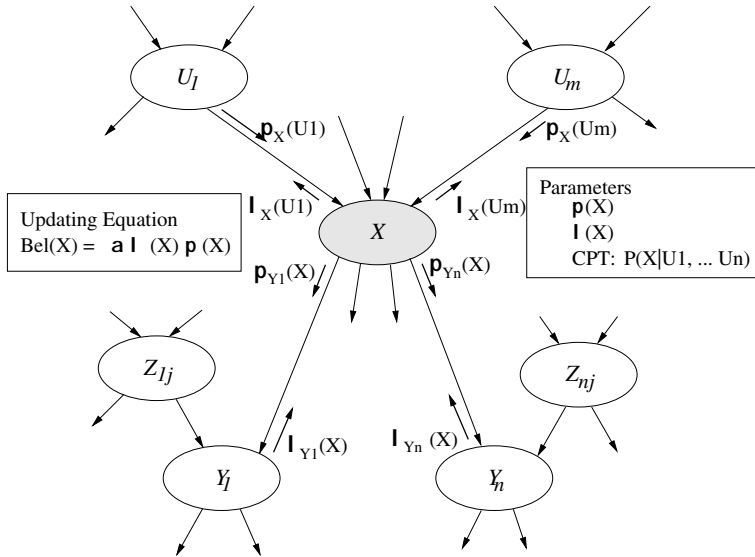 U1
Um
pX(U1)
pX(Um)
lX(U1)
lX(Um)
Updating Equation
Bel(X) = a l (X) p (X)
X
Parameters
p(X)
l(X)
CPT: P(X|U1, ... Un)
pY1(X)
pYn(X)
Z1j
Znj
lY1(X)
lYn (X)
Y1
Yn